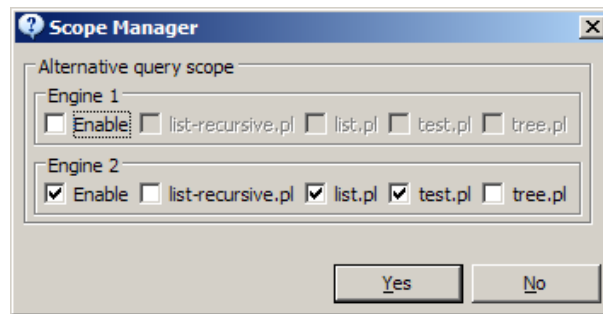 Scope Manager
Alternative query scope
Engine 1
Enable list-recursive.pl list.pl test.pl tree.pl
Engine 2
Enable list-recursive.pl list.pl test.pl tree.pl
Yes No